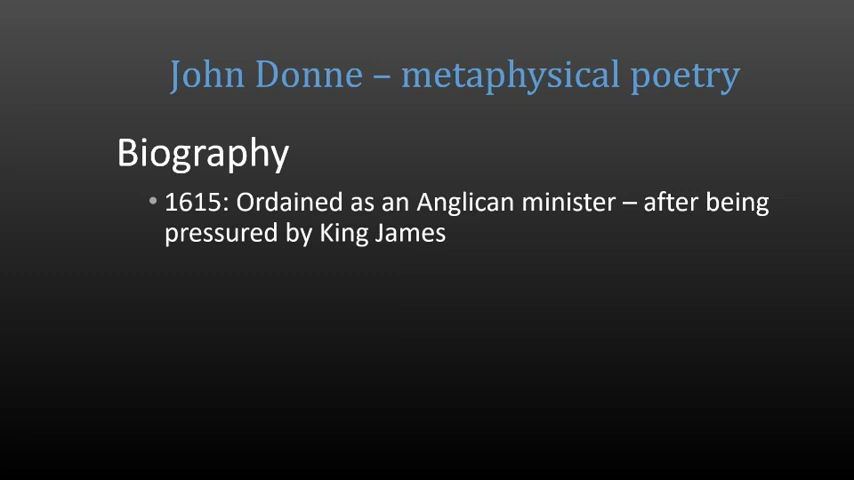 John Donne – metaphysical poetry
Biography
• 1615: Ordained as an Anglican minister – after being
pressured by King James